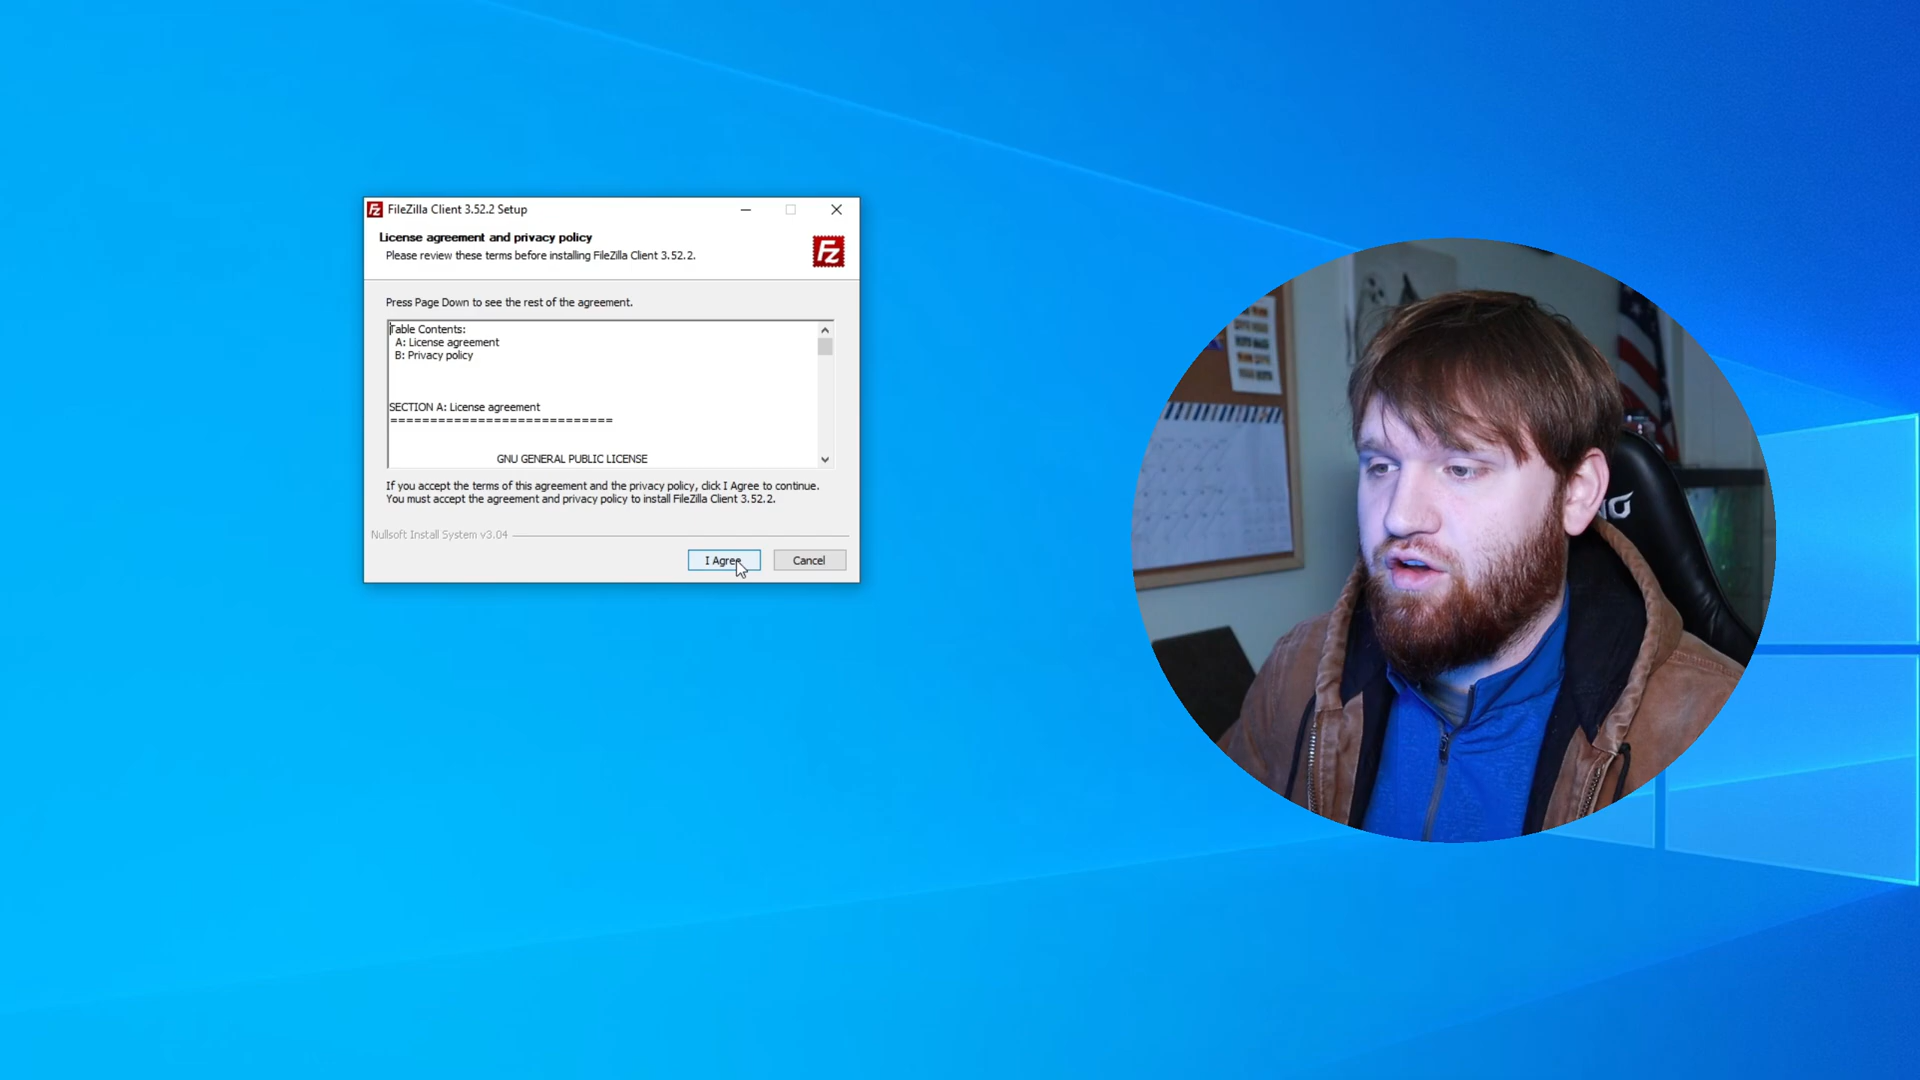 FileZilla Client 3.52.2 Setup
License agreement and privacy policy
Please review these terms before installing FileZilla Client 3.52.2.
Press Page Down to see the rest of the agreement.
Table Contents:
A: License agreement
B: Privacy policy
SECTION A: License agreement
============================
GNU GENERAL PUBLIC LICENSE
If you accept the terms of this agreement and the privacy policy, click I Agree to continue.
You must accept the agreement and privacy policy to install FileZilla Client 3.52.2.
Nullsoft Install System v3.04
I Agree
Cancel